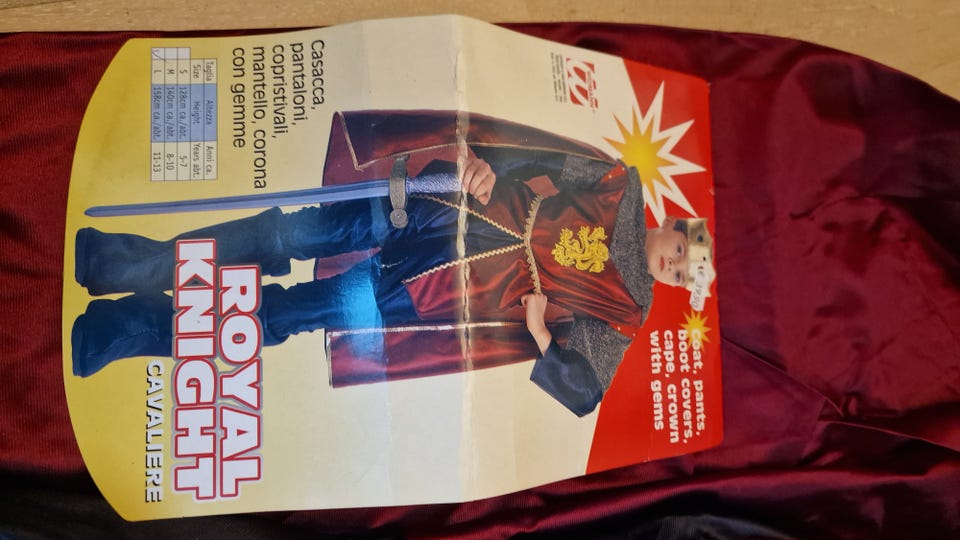 coat, pants,
boot covers,
cape, crown
with gems
Casacca,
pantaloni,
copristivali,
mantello, corona
con gemme
Taglia Altezza Anni ca.
Size Height Years abt.
S 128cm ca./abt. 5-7
M 140cm ca./abt. 8-10
L 158cm ca./abt. 11-13
ROYAL
KNIGHT
CAVALIERE